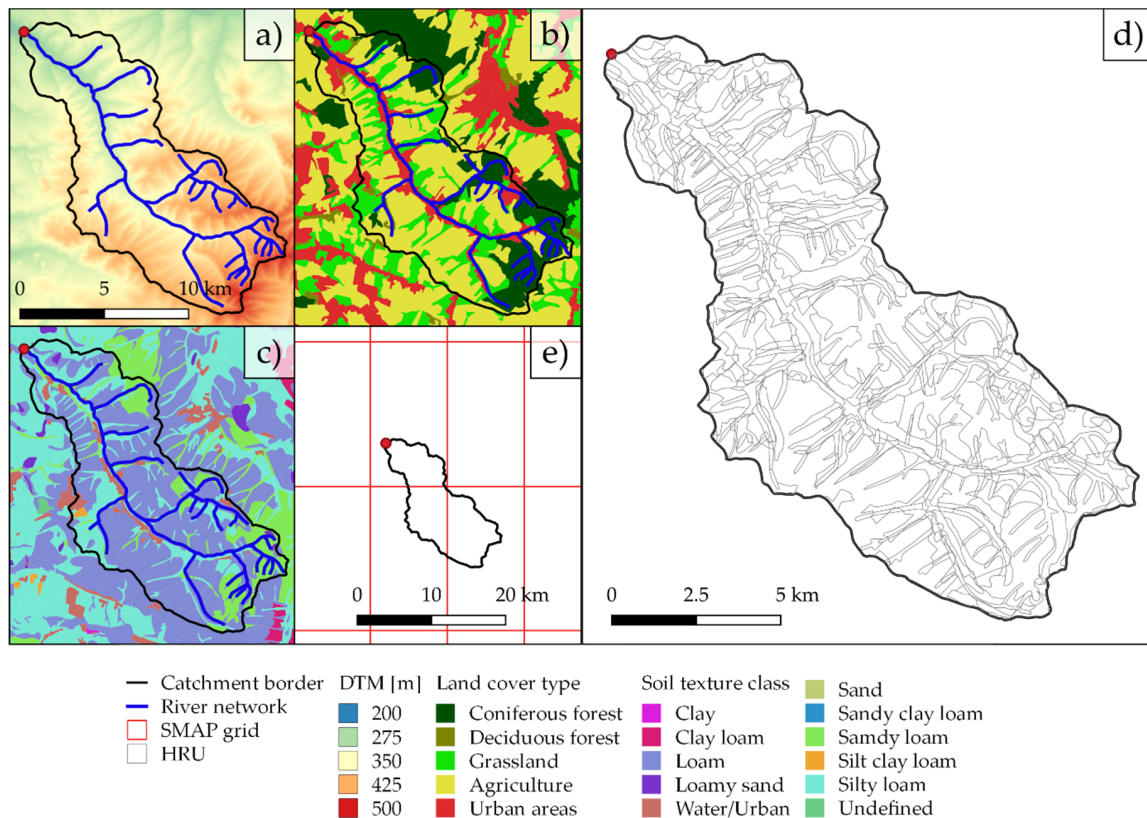 a)
b)
d)
0 5 10 km
c)
e)
0 10 20 km
0 2.5 5 km
Catchment border
River network
SMAP grid
HRU
DTM [m]
200
275
350
425
500
Land cover type
Coniferous forest
Deciduous forest
Grassland
Agriculture
Urban areas
Soil texture class
Clay
Clay loam
Loam
Loamy sand
Water/Urban
Sand
Sandy clay loam
Samdy loam
Silt clay loam
Silty loam
Undefined